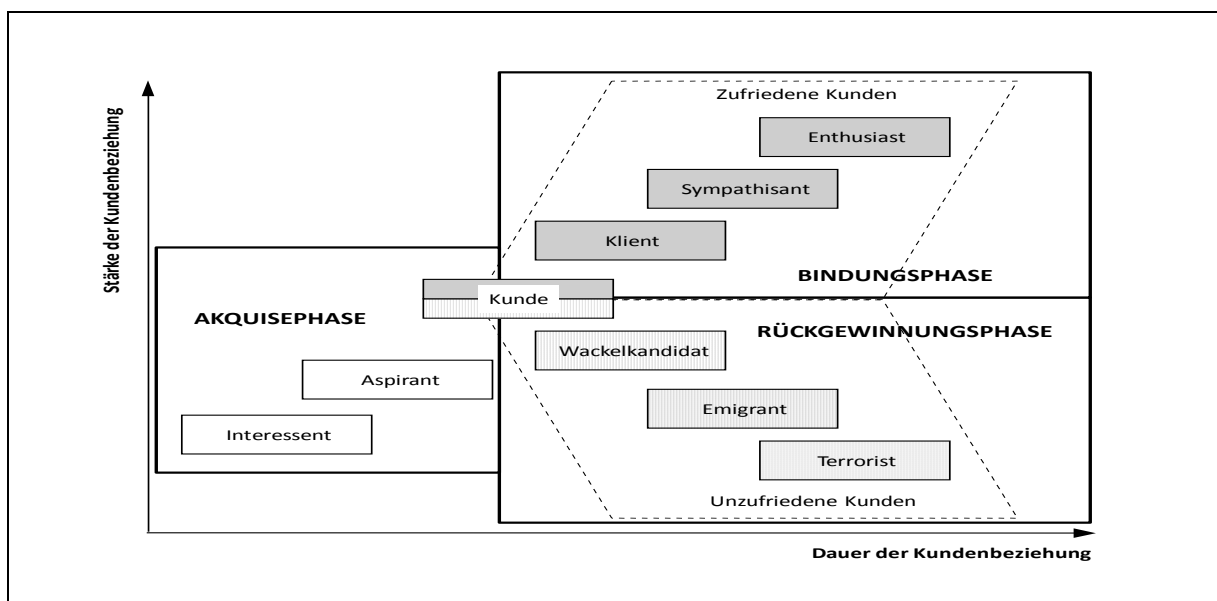 Stärke der Kundenbeziehung
Zufriedene Kunden
Enthusiast
Sympathisant
Klient
BINDUNGSPHASE
Kunde
AKQUISEPHASE
RÜCKGEWINNUNGSPHASE
Wackelkandidat
Aspirant
Emigrant
Interessent
Terrorist
Unzufriedene Kunden
Dauer der Kundenbeziehung